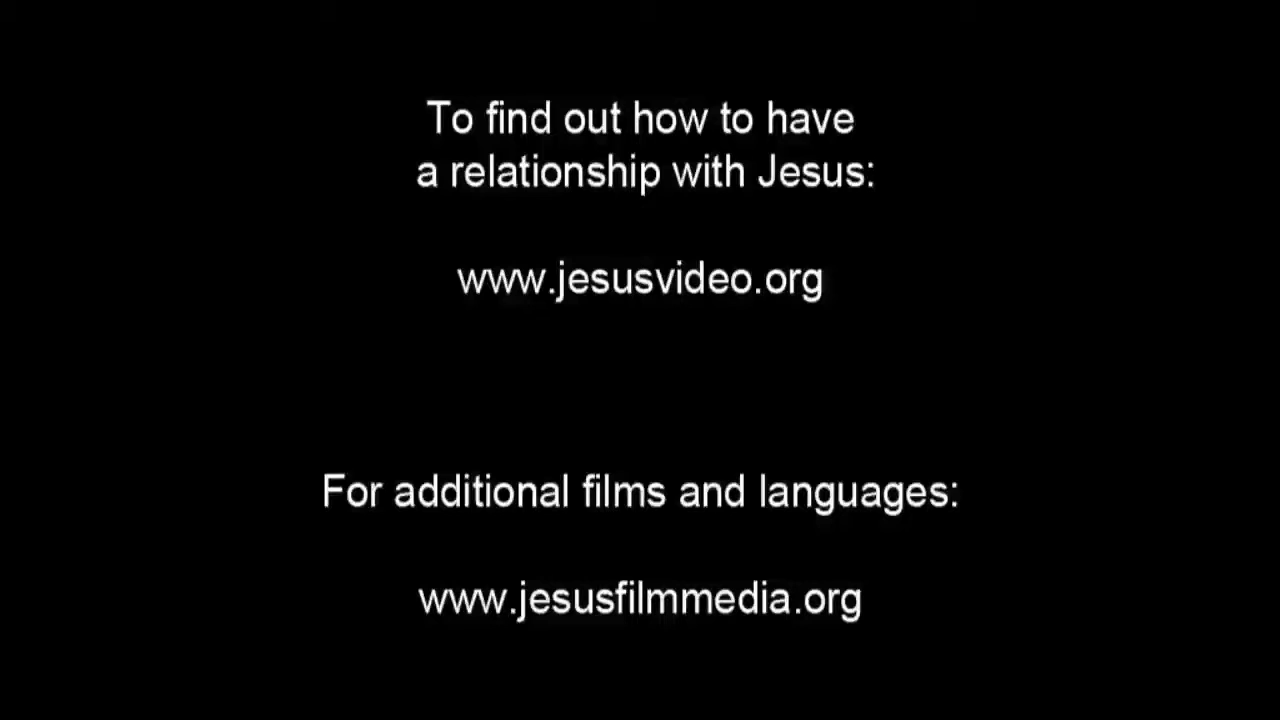 To find out how to have
a relationship with Jesus:
www.jesusvideo.org
For additional films and languages:
www.jesusfilmmedia.org